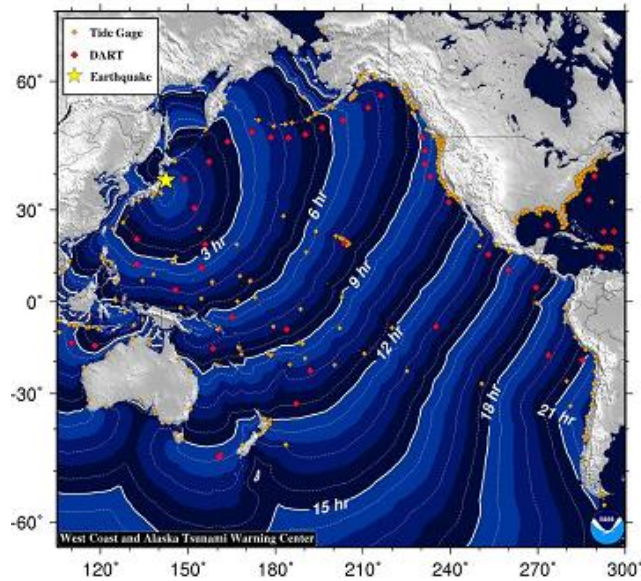 Tide Gage
DART
Earthquake
60°
30°
0°
-30°
-60°
3 hr
6 hr
9 hr
12 hr
15 hr
18 hr
21 hr
West Coast and Alaska Tsunami Warning Center
120° 150° 180° 210° 240° 270° 300°